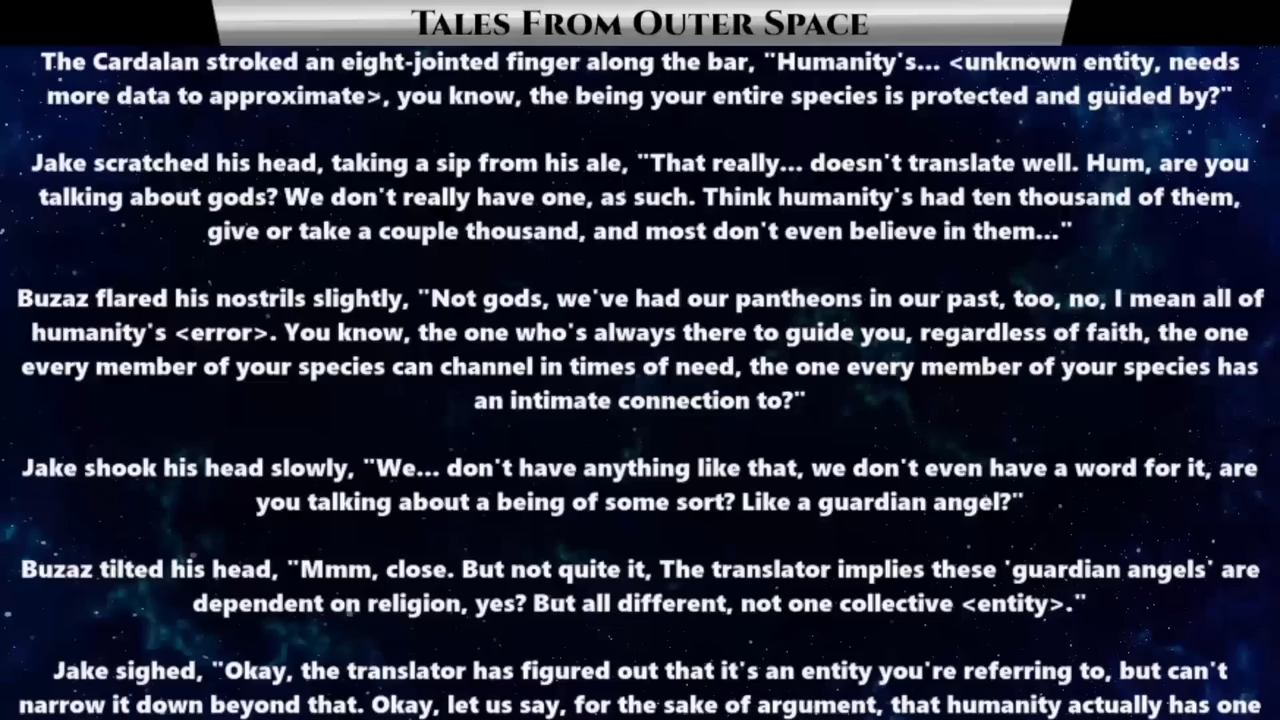 Tales From Outer Space
The Cardalan stroked an eight-jointed finger along the bar, "Humanity's... <unknown entity, needs
more data to approximate>, you know, the being your entire species is protected and guided by?"
Jake scratched his head, taking a sip from his ale, "That really... doesn't translate well. Hum, are you
talking about gods? We don't really have one, as such. Think humanity's had ten thousand of them,
give or take a couple thousand, and most don't even believe in them..."
Buzaz flared his nostrils slightly, "Not gods, we've had our pantheons in our past, too, no, I mean all of
humanity's <error>. You know, the one who's always there to guide you, regardless of faith, the one
every member of your species can channel in times of need, the one every member of your species has
an intimate connection to?"
Jake shook his head slowly, "We... don't have anything like that, we don't even have a word for it, are
you talking about a being of some sort? Like a guardian angel?"
Buzaz tilted his head, "Mmm, close. But not quite it, The translator implies these 'guardian angels' are
dependent on religion, yes? But all different, not one collective <entity>."
Jake sighed, "Okay, the translator has figured out that it's an entity you're referring to, but can't
narrow it down beyond that. Okay, let us say, for the sake of argument, that humanity actually has one